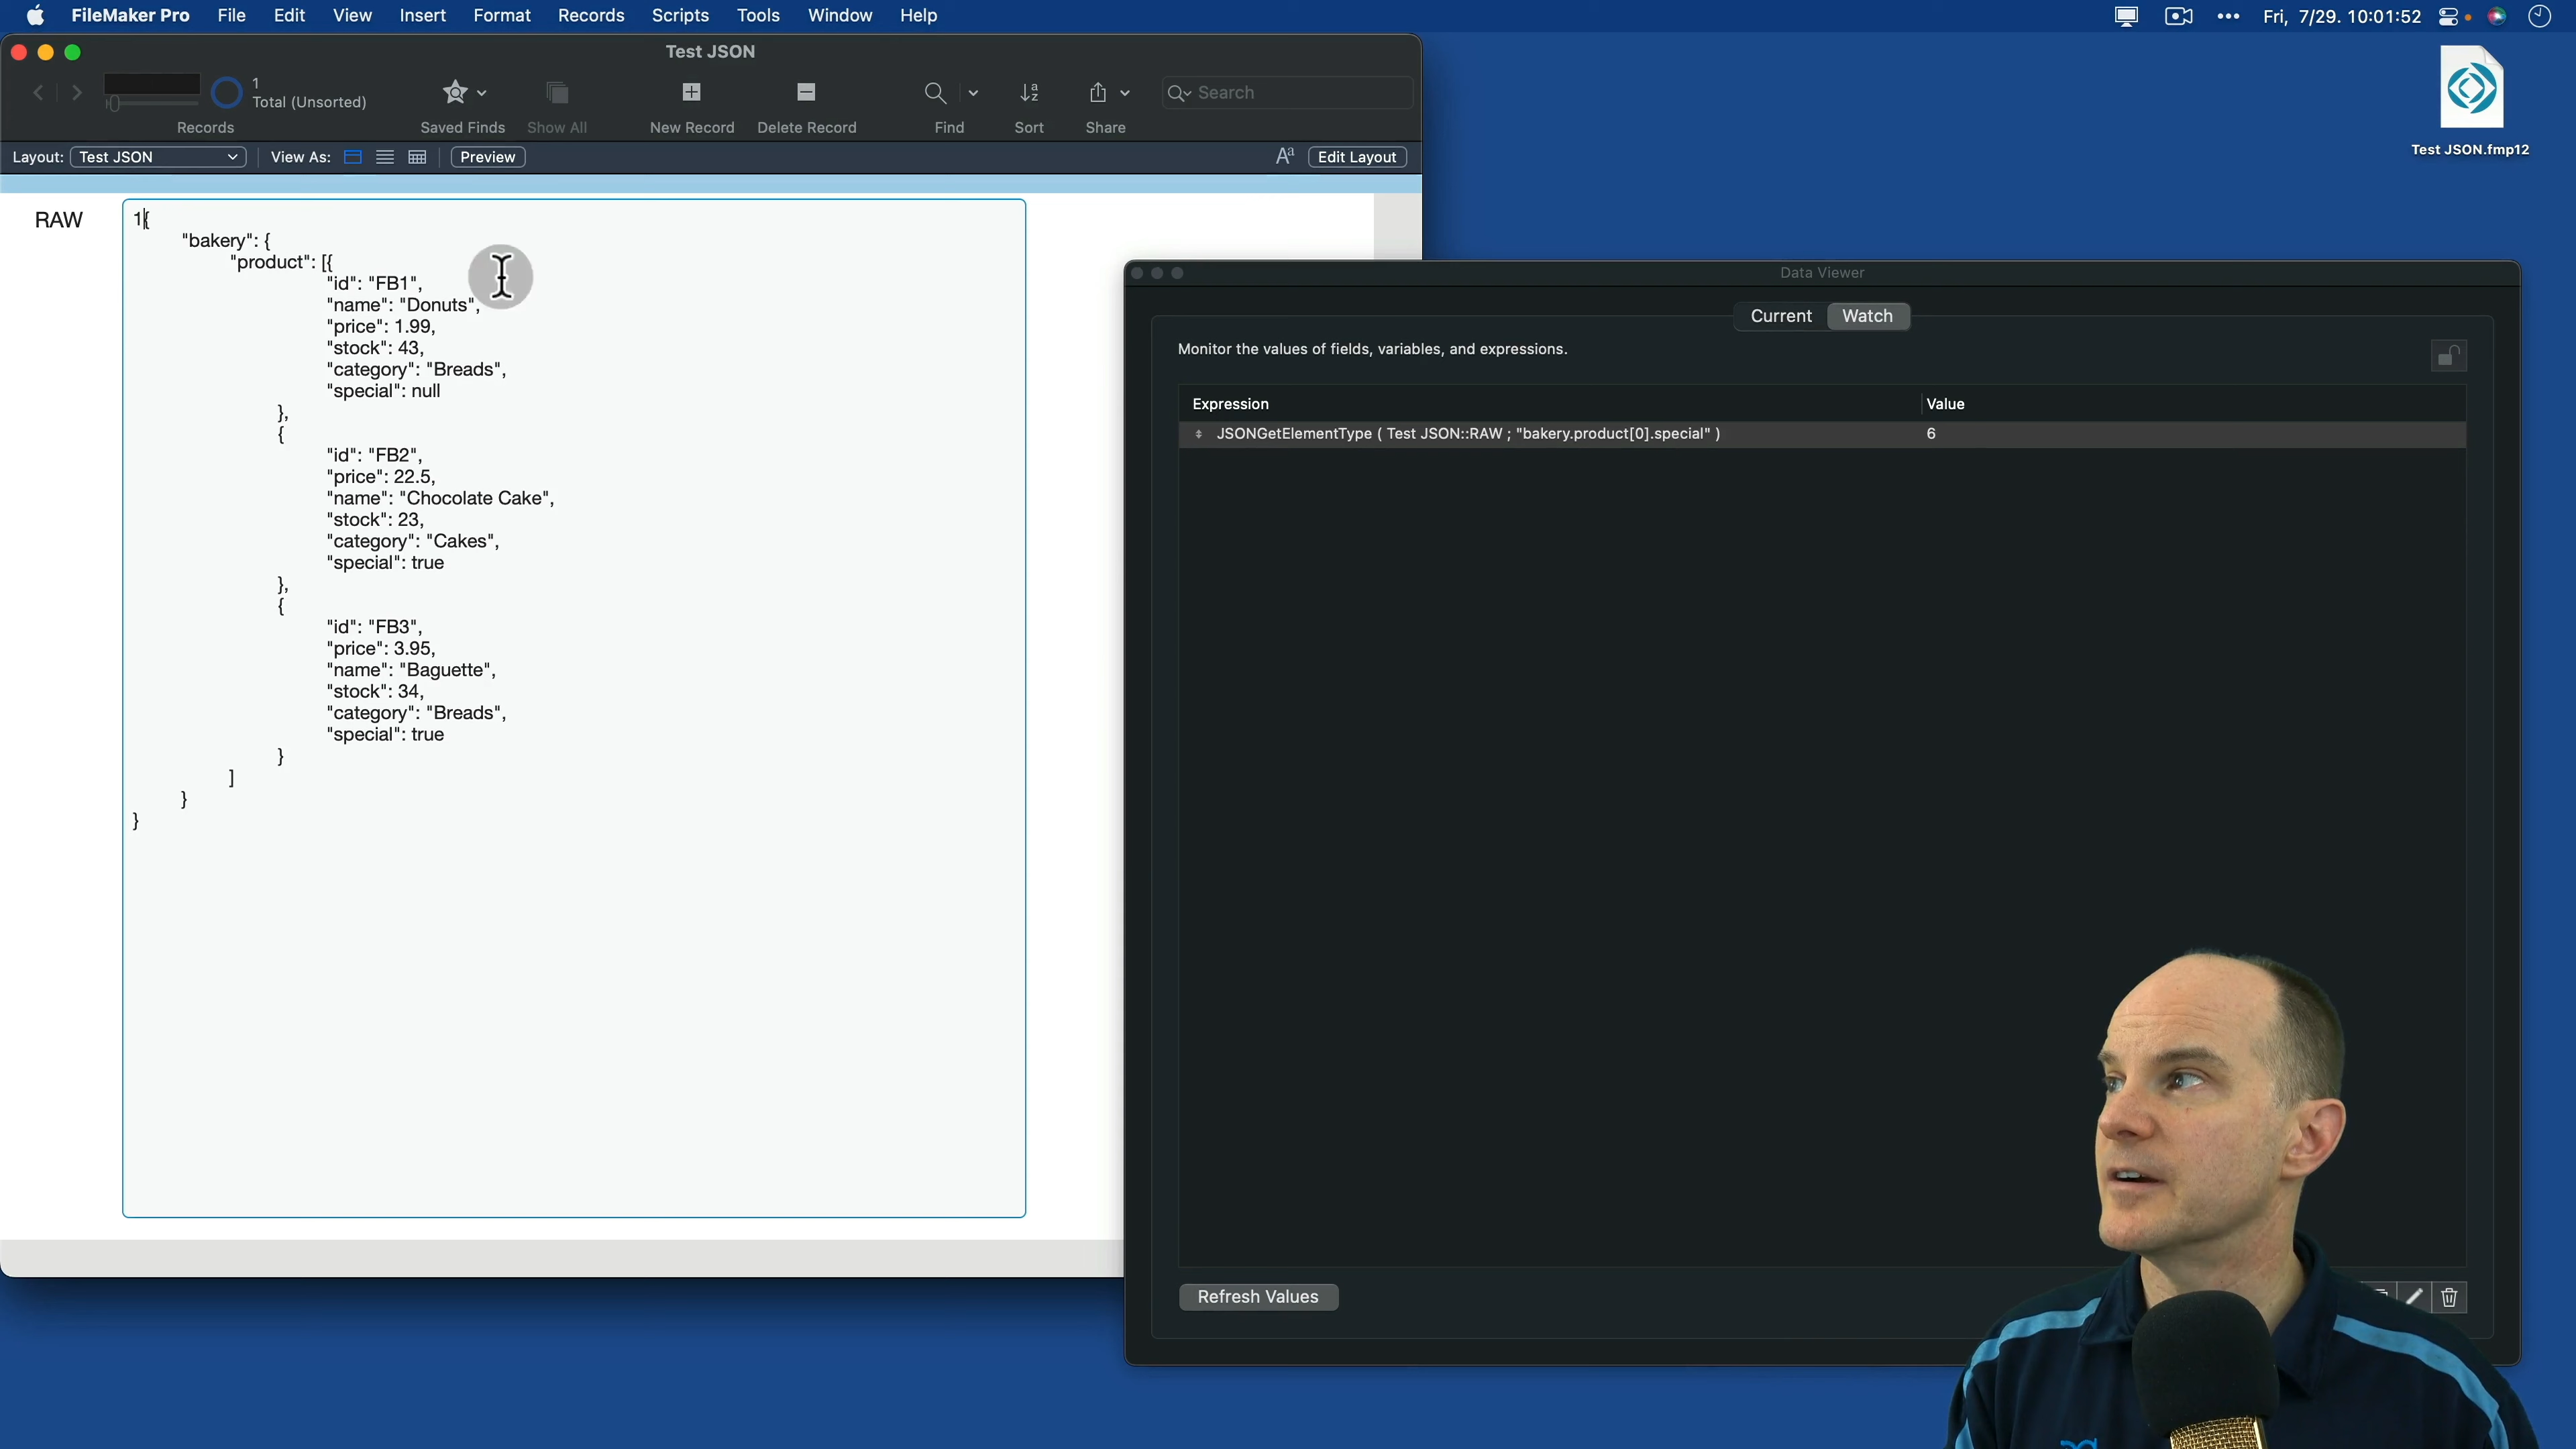 FileMaker Pro File Edit View Insert Format Records Scripts Tools Window Help
Fri, 7/29. 10:01:52
Test JSON
1
Total (Unsorted)
Search
Records Saved Finds Show All New Record Delete Record Find Sort Share
Layout: Test JSON View As: Preview Edit Layout
Test JSON.fmp12
RAW
1{
"bakery": {
"product": [{
"id": "FB1",
"name": "Donuts",
"price": 1.99,
"stock": 43,
"category": "Breads",
"special": null
},
{
"id": "FB2",
"price": 22.5,
"name": "Chocolate Cake",
"stock": 23,
"category": "Cakes",
"special": true
},
{
"id": "FB3",
"price": 3.95,
"name": "Baguette",
"stock": 34,
"category": "Breads",
"special": true
}
]
}
}
Data Viewer
Current Watch
Monitor the values of fields, variables, and expressions.
Expression Value
JSONGetElementType ( Test JSON::RAW ; "bakery.product[0].special" ) 6
Refresh Values